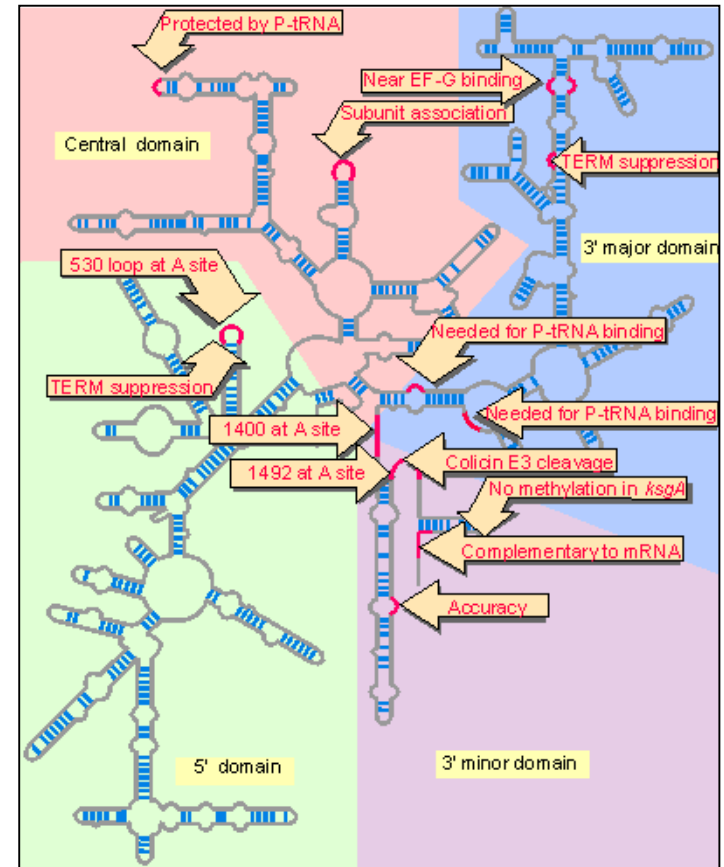 Protected by P-tRNA
Near EF-G binding
Subunit association
Central domain
TERM suppression
3' major domain
530 loop at A site
Needed for P-tRNA binding
TERM suppression
Needed for P-tRNA binding
1400 at A site
Colicin E3 cleavage
1492 at A site
No methylation in ksgA
Complementary to mRNA
Accuracy
5' domain
3' minor domain